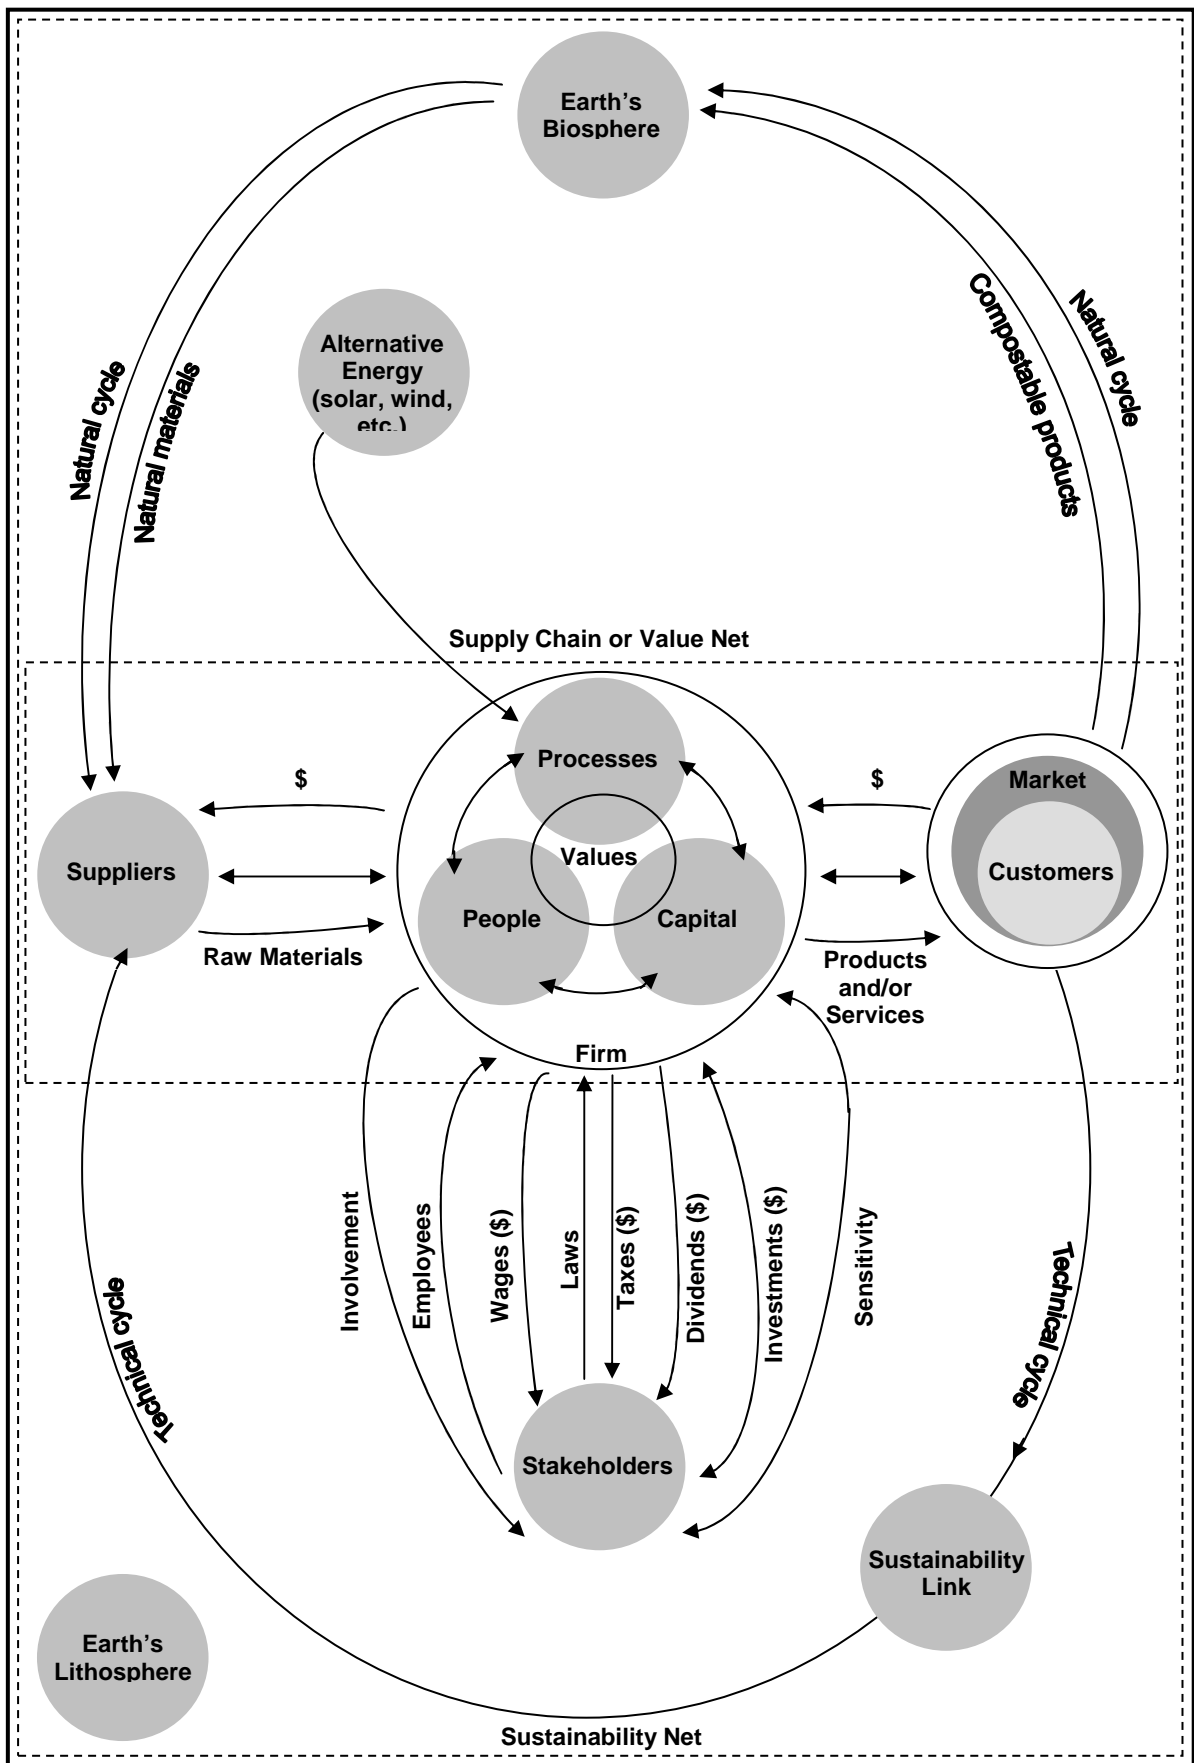 Earth's
Biosphere
Alternative
Energy
(solar, wind,
etc.)
Natural cycle
Natural materials
Compostable products
Natural cycle
Supply Chain or Value Net
Processes
$
$
Market
Values
Suppliers
Customers
People
Capital
Raw Materials
Products
and/or
Services
Firm
Involvement
Employees
Wages ($)
Laws
Taxes ($)
Dividends ($)
Investments ($)
Sensitivity
Technical cycle
Technical cycle
Stakeholders
Sustainability
Link
Earth's
Lithosphere
Sustainability Net